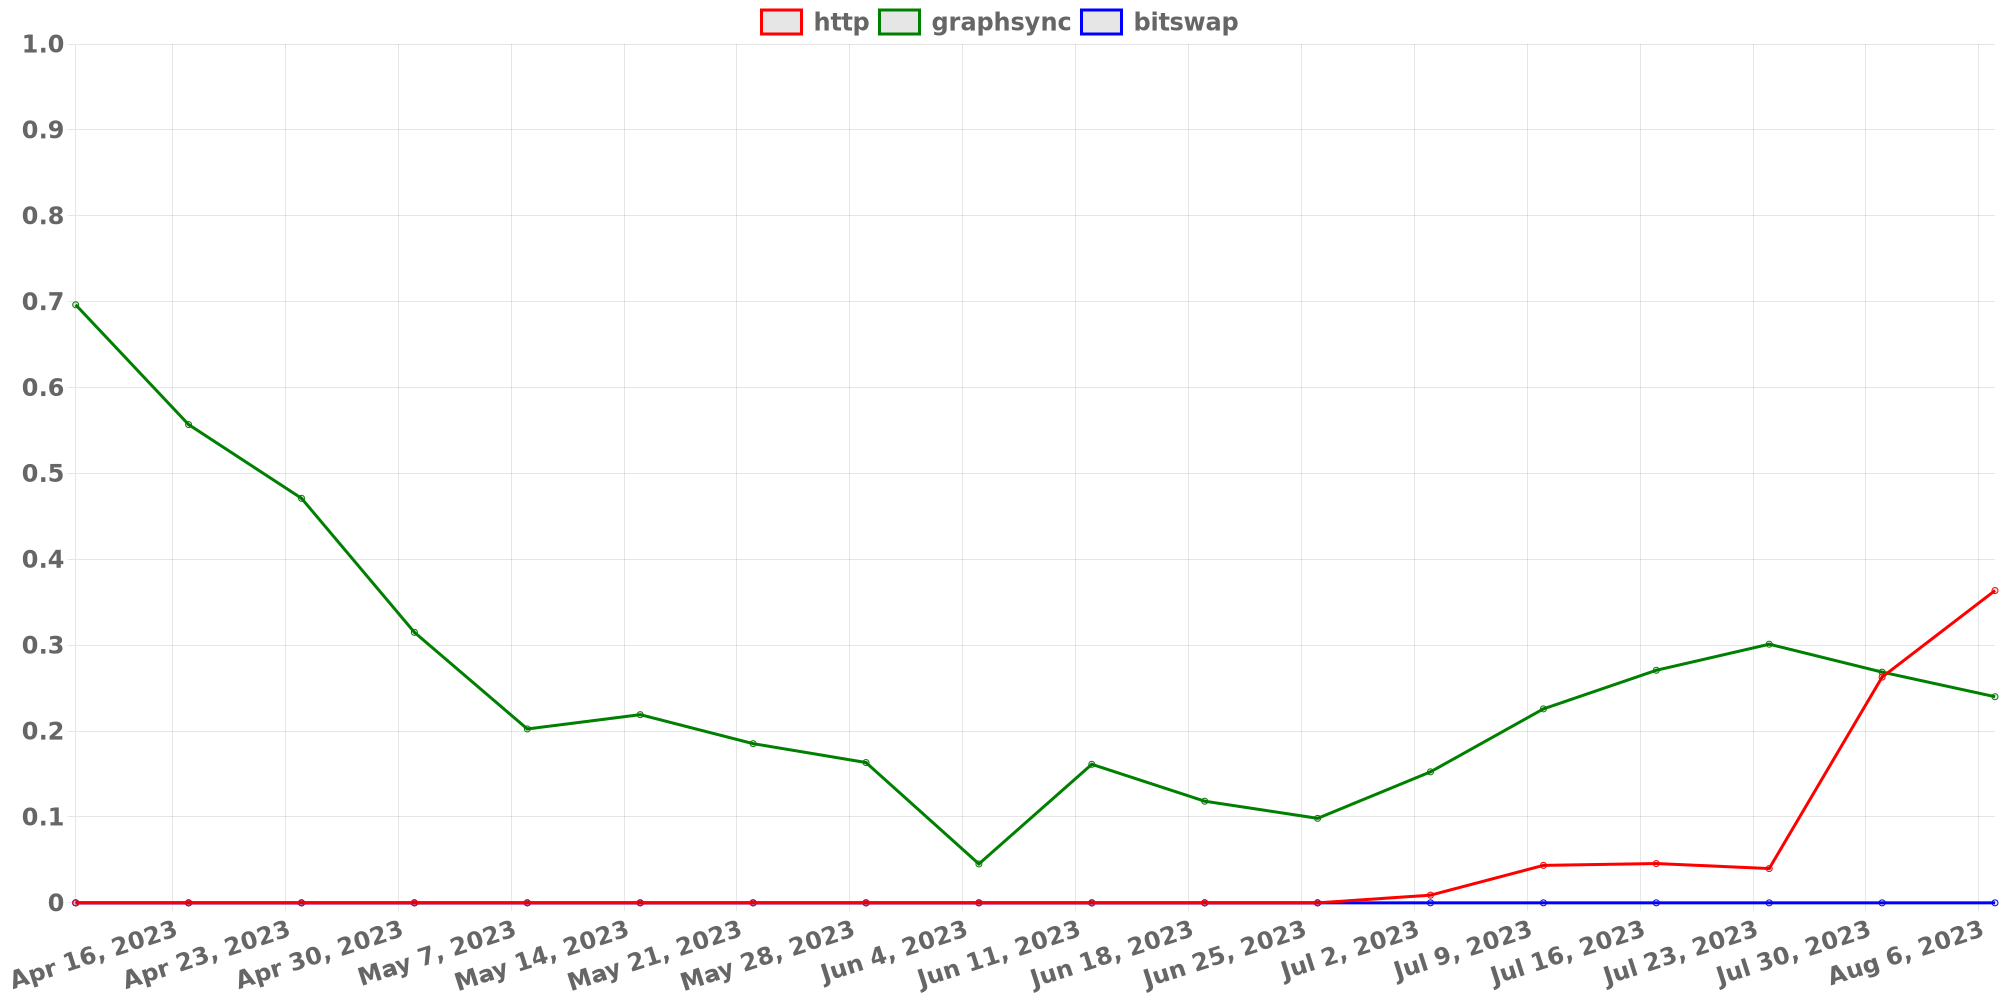 http graphsync bitswap
1.0
0.9
0.8
0.7
0.6
0.5
0.4
0.3
0.2
0.1
0
Apr 16, 2023
Apr 23, 2023
Apr 30, 2023
May 7, 2023
May 14, 2023
May 21, 2023
May 28, 2023
Jun 4, 2023
Jun 11, 2023
Jun 18, 2023
Jun 25, 2023
Jul 2, 2023
Jul 9, 2023
Jul 16, 2023
Jul 23, 2023
Jul 30, 2023
Aug 6, 2023